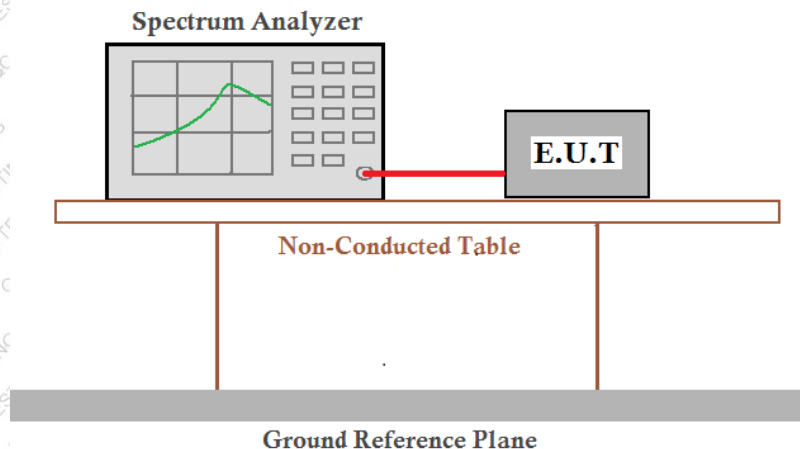 Spectrum Analyzer
E.U.T
Non-Conducted Table
Ground Reference Plane